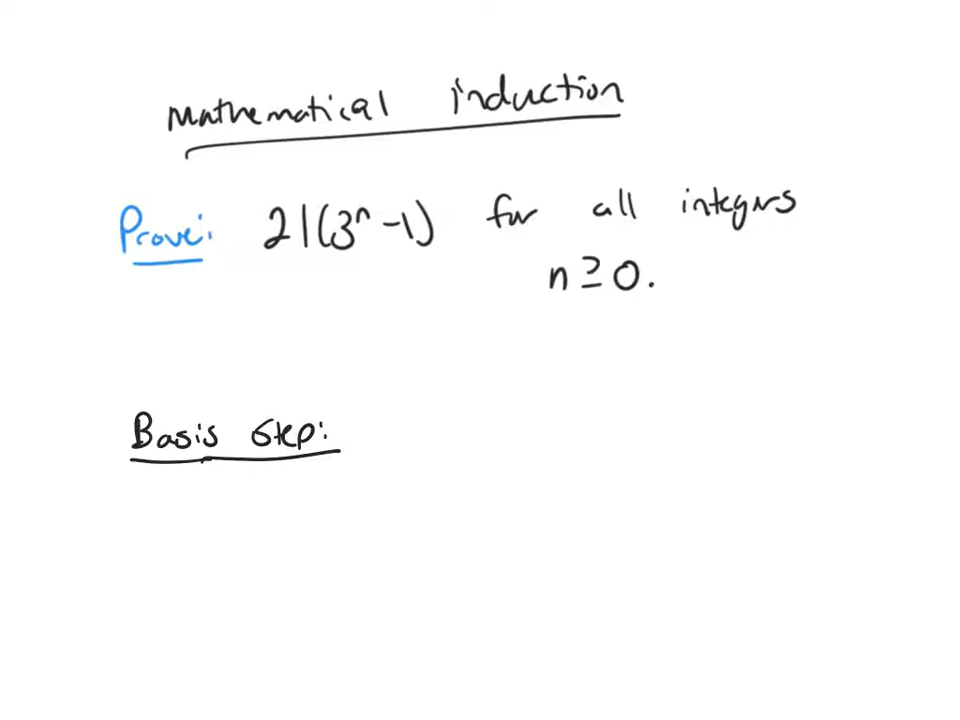 Mathematical induction
Prove: 2|(3ⁿ-1) for all integers
n ≥ 0.
Basis Step: